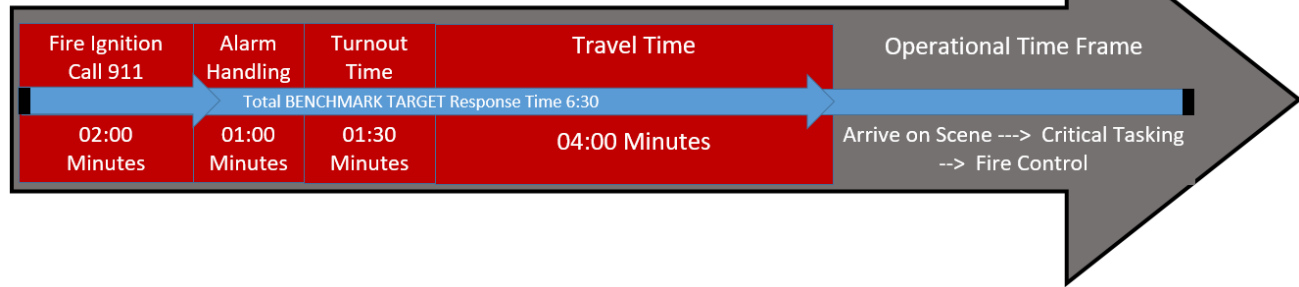 Fire Ignition
Call 911
Alarm
Handling
Turnout
Time
Travel Time
Operational Time Frame
Total BENCHMARK TARGET Response Time 6:30
02:00
Minutes
01:00
Minutes
01:30
Minutes
04:00 Minutes
Arrive on Scene ---> Critical Tasking
--> Fire Control